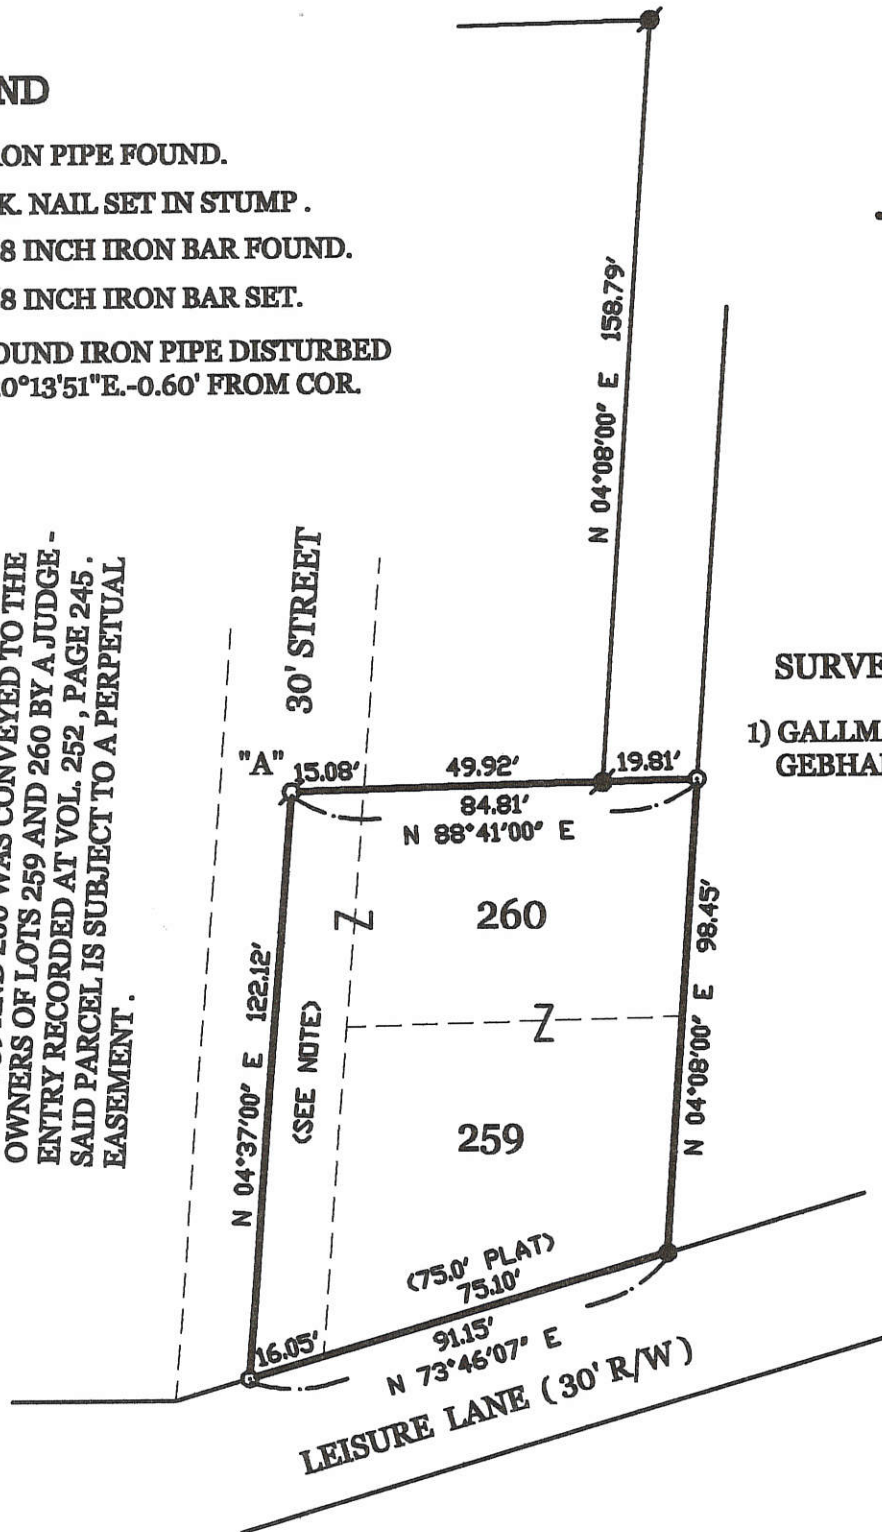 ND
RON PIPE FOUND.
K. NAIL SET IN STUMP .
8 INCH IRON BAR FOUND.
8 INCH IRON BAR SET.
OUND IRON PIPE DISTURBED
0°13'51"E.-0.60' FROM COR.
N 04°08'00" E 158.79'
OWNERS OF LOTS 259 AND 260 BY A JUDGE -
ENTRY RECORDED AT VOL. 252 , PAGE 245 .
SAID PARCEL IS SUBJECT TO A PERPETUAL
EASEMENT .
30' STREET
SURVE
1) GALLM
GEBHA
"A"
15.08'
49.92'
19.81'
84.81'
N 88°41'00" E
260
N 04°37'00" E 122.12'
(SEE NOTE)
N 04°08'00" E 98.45'
259
(75.0' PLAT)
75.10'
16.05'
91.15'
N 73°46'07" E
LEISURE LANE ( 30' R/W )